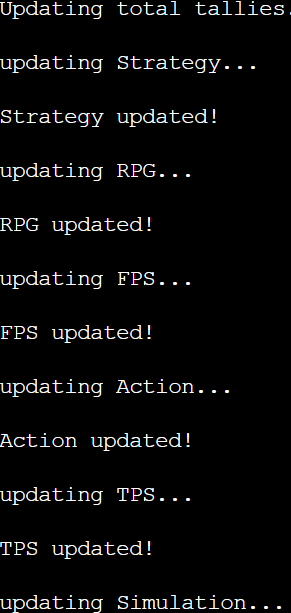 Updating total tallies.
updating Strategy...
Strategy updated!
updating RPG...
RPG updated!
updating FPS...
FPS updated!
updating Action...
Action updated!
updating TPS...
TPS updated!
updating Simulation...